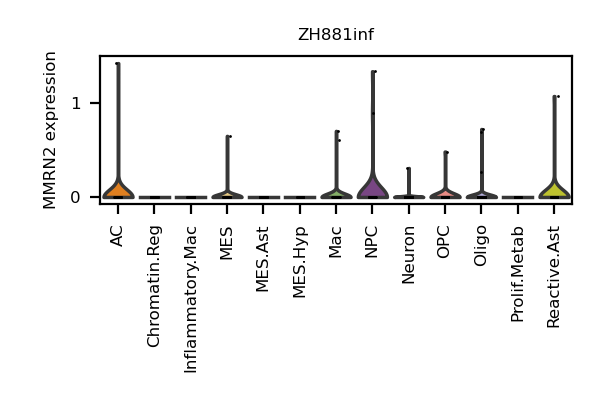 ZH881inf
MMRN2 expression
1
0
AC
Chromatin.Reg
Inflammatory.Mac
MES
MES.Ast
MES.Hyp
Mac
NPC
Neuron
OPC
Oligo
Prolif.Metab
Reactive.Ast